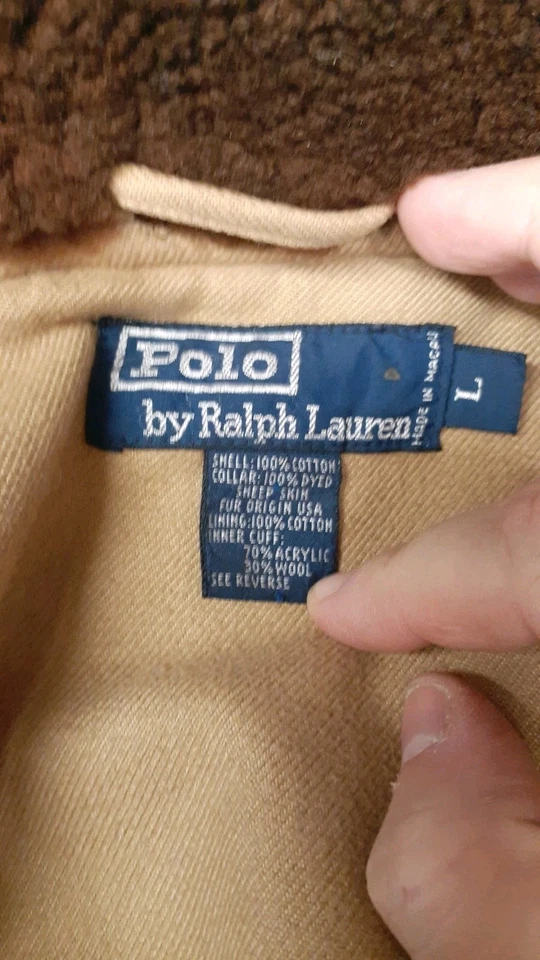 Polo
by Ralph Lauren
MADE IN MACAU
L
SHELL:100% COTTON
COLLAR:100% DYED
SHEEP SKIN
FUR ORIGIN USA
LINING:100% COTTON
INNER CUFF:
70% ACRYLIC
30% WOOL
SEE REVERSE